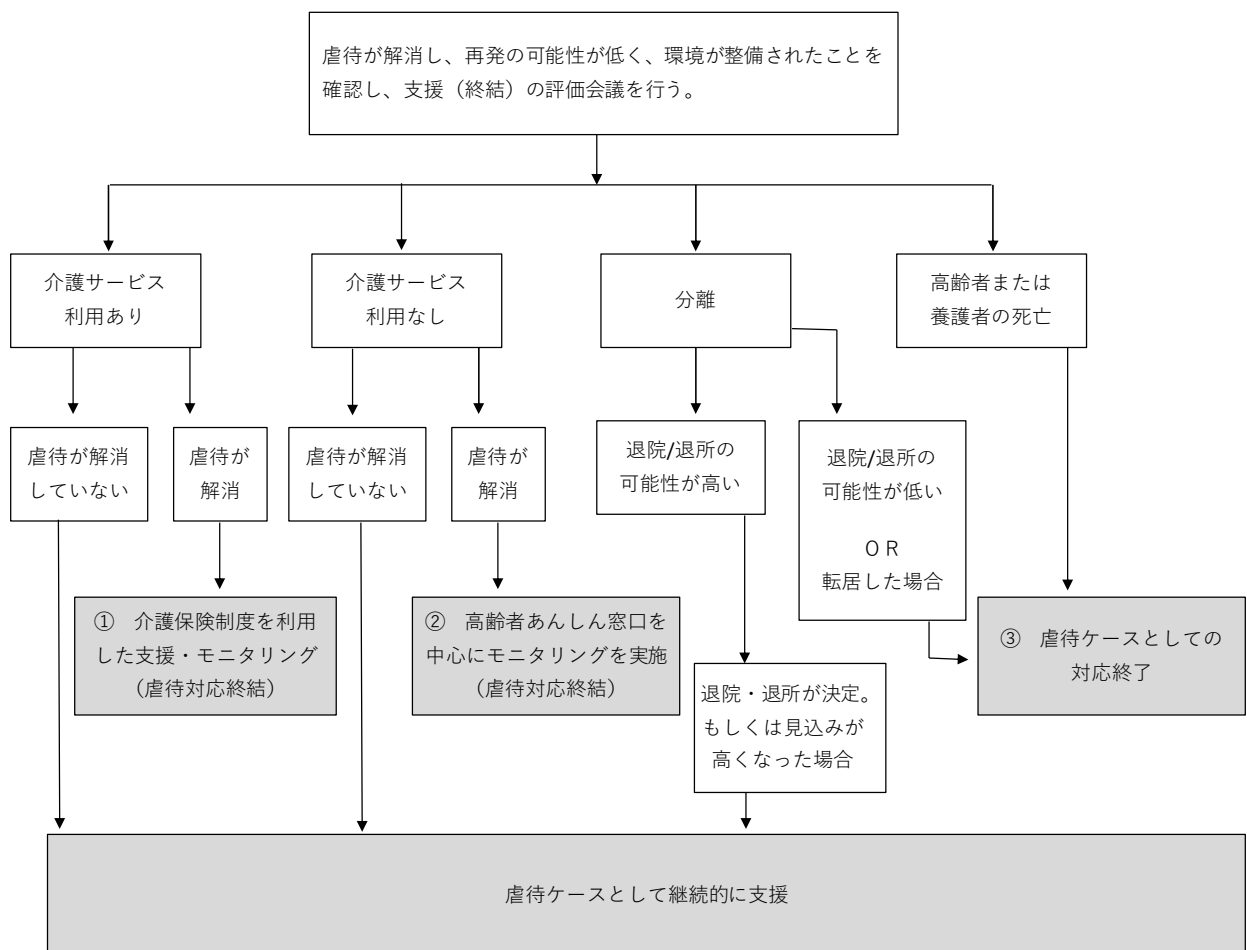 虐待が解消し、再発の可能性が低く、環境が整備されたことを
確認し、支援（終結）の評価会議を行う。
介護サービス
利用あり
介護サービス
利用なし
分離
高齢者または
養護者の死亡
虐待が解消
していない
虐待が
解消
虐待が解消
していない
虐待が
解消
退院/退所の
可能性が高い
退院/退所の
可能性が低い
ＯＲ
転居した場合
①　介護保険制度を利用
した支援・モニタリング
（虐待対応終結）
②　高齢者あんしん窓口を
中心にモニタリングを実施
（虐待対応終結）
③　虐待ケースとしての
対応終了
退院・退所が決定。
もしくは見込みが
高くなった場合
虐待ケースとして継続的に支援